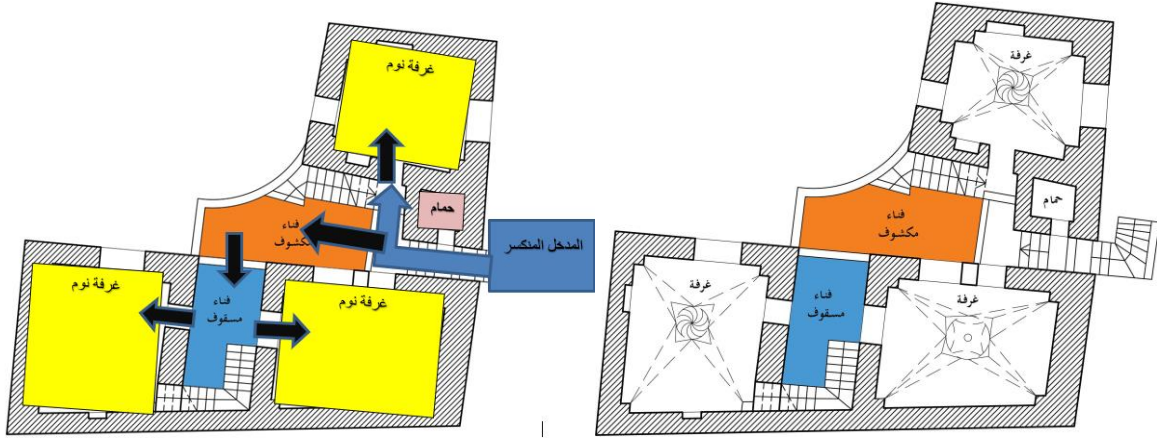 غرفة نوم
حمام
المدخل المنكسر
فناء
مكشوف
غرفة نوم
غرفة نوم
فناء
مسقوف
غرفة
حمام
فناء
مكشوف
غرفة
غرفة
فناء
مسقوف